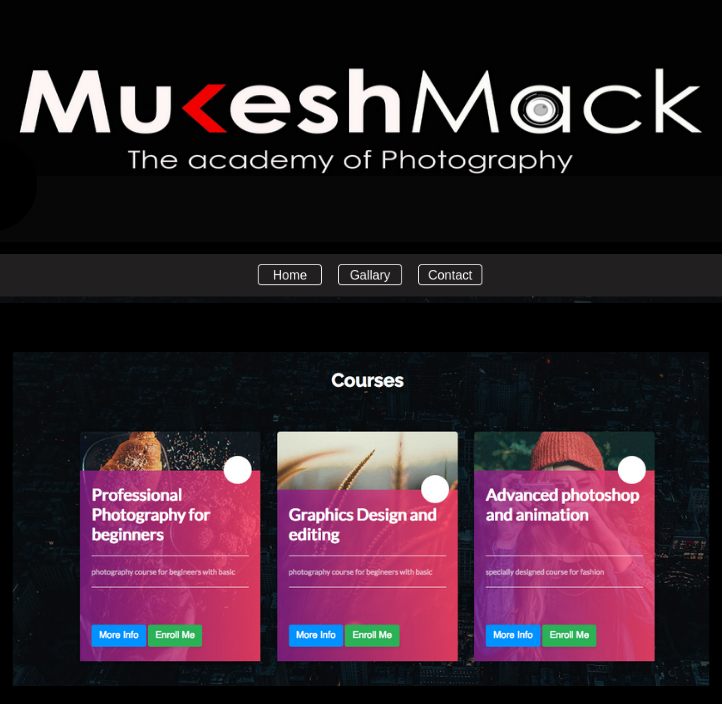 MukeshMack
The academy of Photography
Home Gallary Contact
Courses
Professional
Photography for
beginners
photography course for begineers with basic
More Info Enroll Me
Graphics Design and
editing
photography course for begineers with basic
More Info Enroll Me
Advanced photoshop
and animation
specially designed course for fashion
More Info Enroll Me